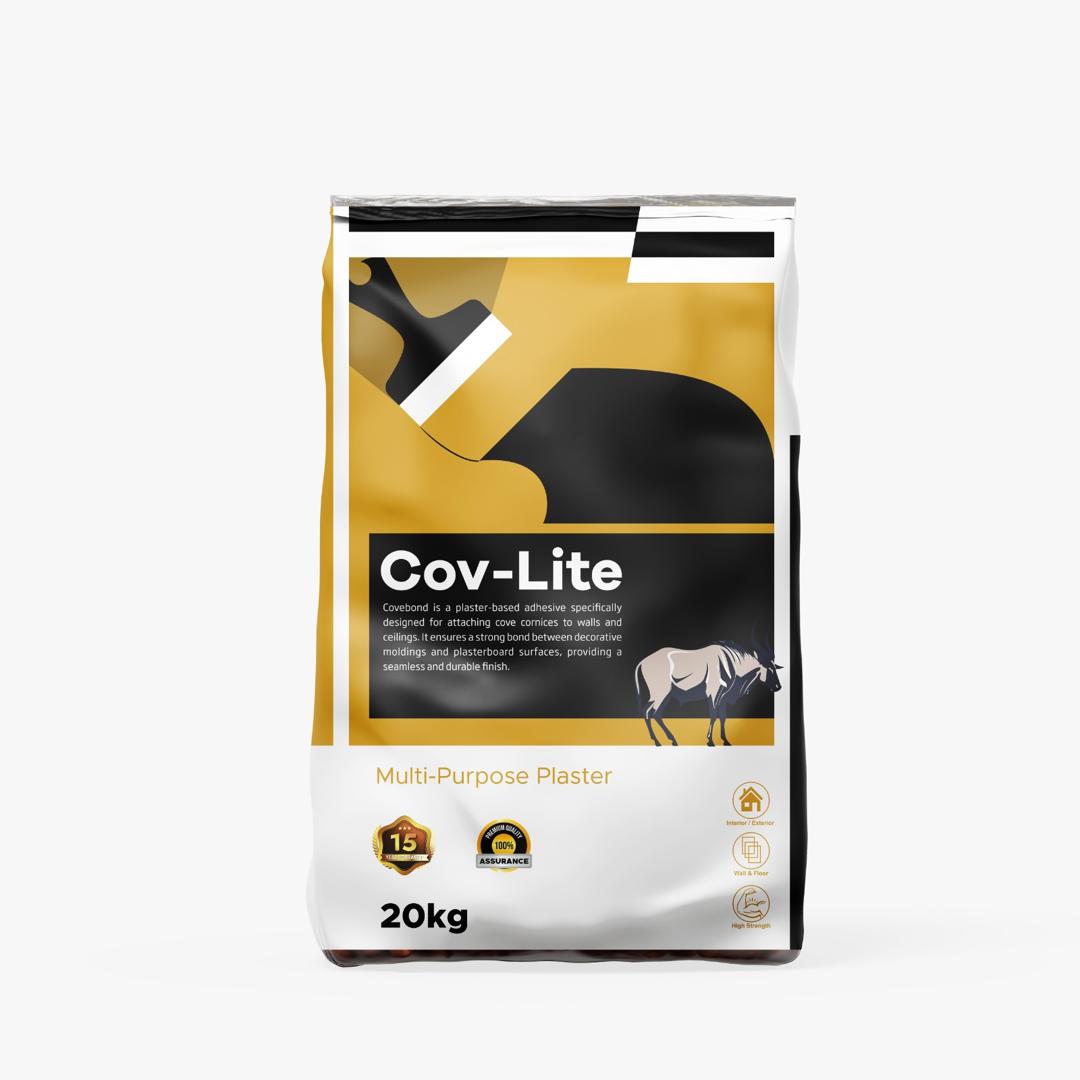 Cov-Lite
Covebond is a plaster-based adhesive specifically
designed for attaching cove cornices to walls and
ceilings. It ensures a strong bond between decorative
moldings and plasterboard surfaces, providing a
seamless and durable finish.
Multi-Purpose Plaster
15
PREMIUM QUALITY
100%
ASSURANCE
20kg
Interior / Exterior
Wall & Floor
High Strength